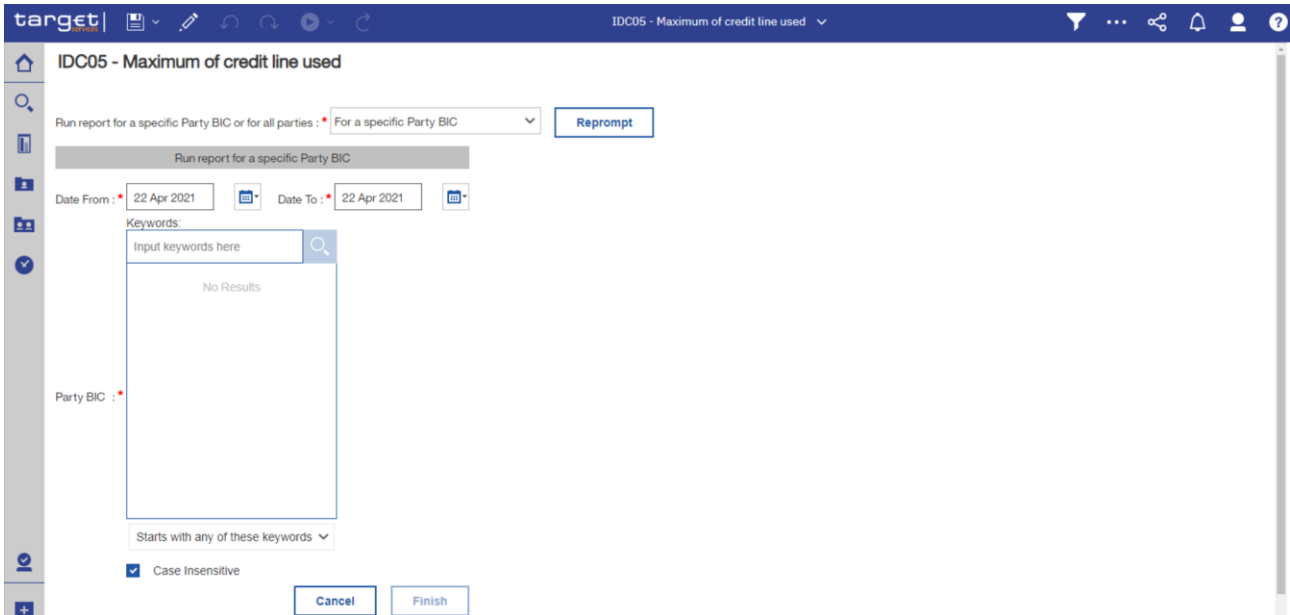 target|
services
IDC05 - Maximum of credit line used
?
IDC05 - Maximum of credit line used
Run report for a specific Party BIC or for all parties : * For a specific Party BIC
Reprompt
Run report for a specific Party BIC
Date From : * 22 Apr 2021 Date To : * 22 Apr 2021
Keywords:
Input keywords here
No Results
Party BIC : *
Starts with any of these keywords
Case Insensitive
Cancel Finish